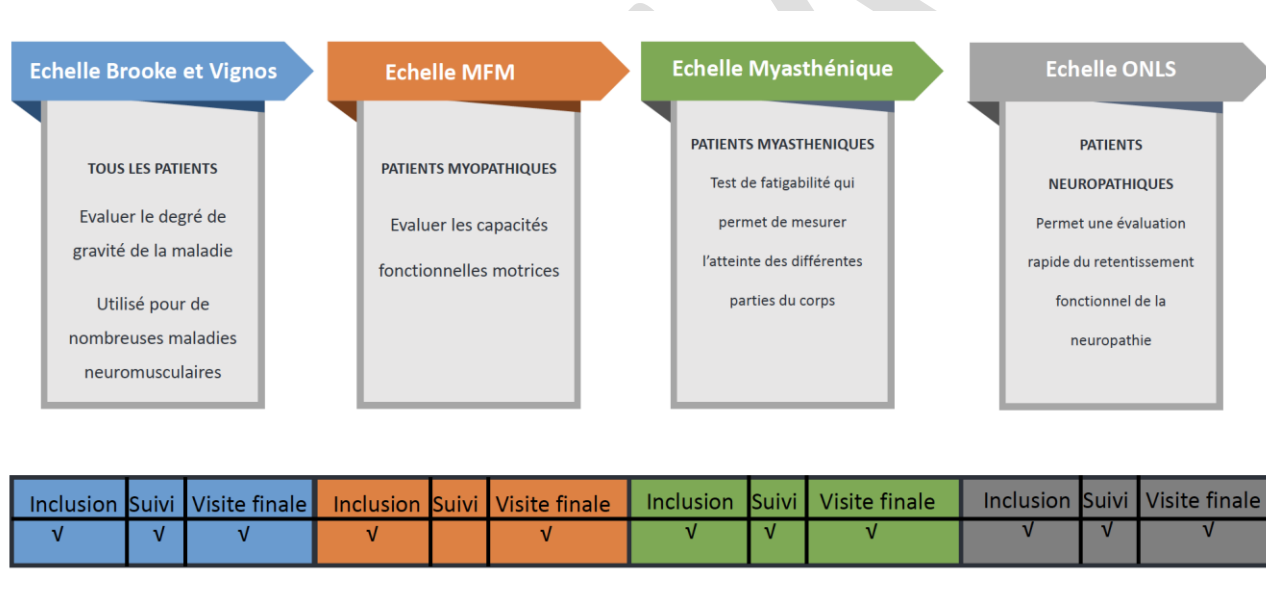 Echelle Brooke et Vignos
TOUS LES PATIENTS
Evaluer le degré de
gravité de la maladie
Utilisé pour de
nombreuses maladies
neuromusculaires
Echelle MFM
PATIENTS MYOPATHIQUES
Evaluer les capacités
fonctionnelles motrices
Echelle Myasthénique
PATIENTS MYASTHENIQUES
Test de fatigabilité qui
permet de mesurer
l'atteinte des différentes
parties du corps
Echelle ONLS
PATIENTS
NEUROPATHIQUES
Permet une évaluation
rapide du retentissement
fonctionnel de la
neuropathie
Inclusion Suivi Visite finale Inclusion Suivi Visite finale Inclusion Suivi Visite finale Inclusion Suivi Visite finale
√ √ √ √ √ √ √ √ √ √ √